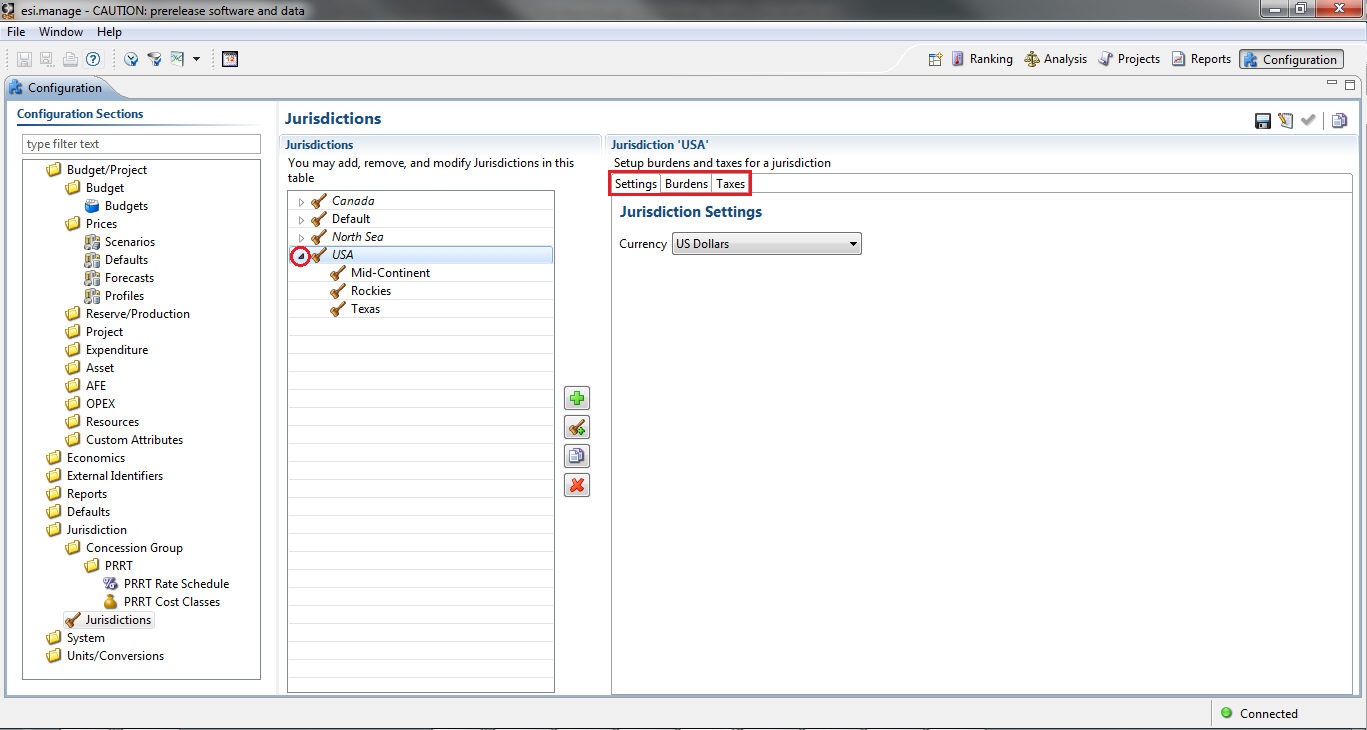 esi.manage - CAUTION: prerelease software and data
File Window Help
Ranking Analysis Projects Reports Configuration
Configuration
Configuration Sections
type filter text
Budget/Project
Budget
Budgets
Prices
Scenarios
Defaults
Forecasts
Profiles
Reserve/Production
Project
Expenditure
Asset
AFE
OPEX
Resources
Custom Attributes
Economics
External Identifiers
Reports
Defaults
Jurisdiction
Concession Group
PRRT
PRRT Rate Schedule
PRRT Cost Classes
Jurisdictions
System
Units/Conversions
Jurisdictions
Jurisdictions
You may add, remove, and modify Jurisdictions in this
table
Canada
Default
North Sea
USA
Mid-Continent
Rockies
Texas
Jurisdiction 'USA'
Setup burdens and taxes for a jurisdiction
Settings Burdens Taxes
Jurisdiction Settings
Currency US Dollars
Connected